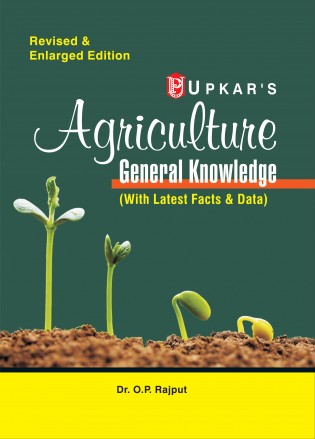 Revised &
Enlarged Edition
UPKAR'S
Agriculture
General Knowledge
(With Latest Facts & Data)
Dr. O.P. Rajput